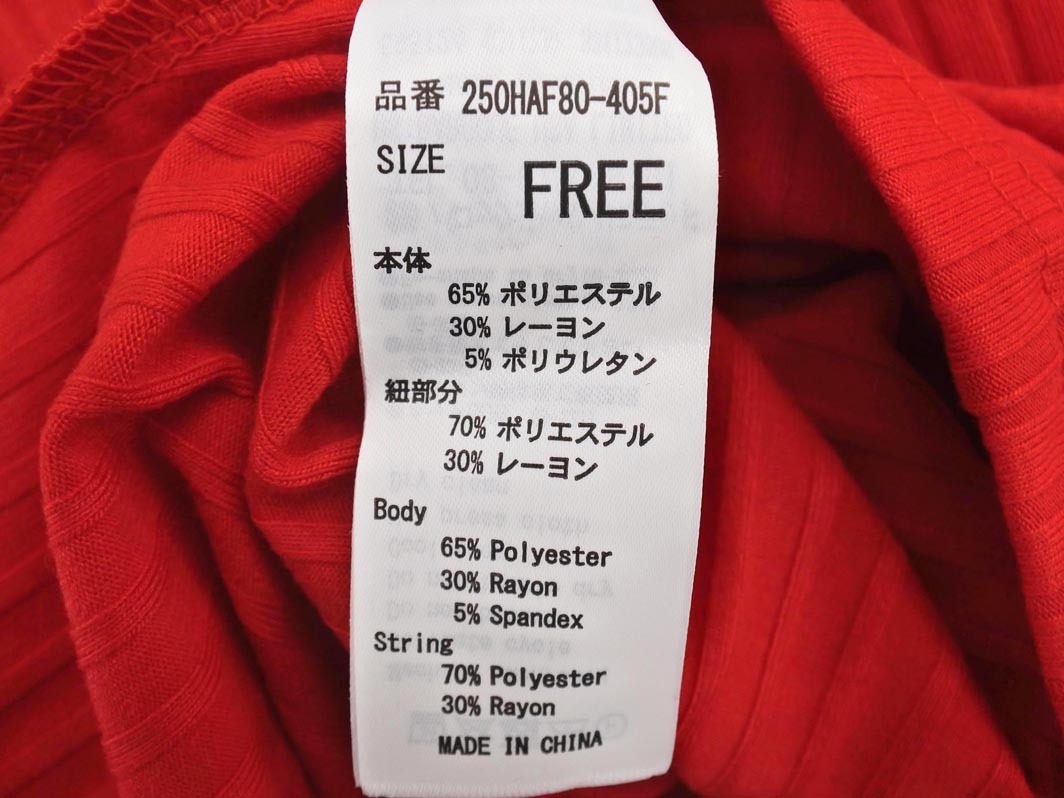 品番 250HAF80-405F
SIZE FREE
本体
65% ポリエステル
30% レーヨン
5% ポリウレタン
紐部分
70% ポリエステル
30% レーヨン
Body
65% Polyester
30% Rayon
5% Spandex
String
70% Polyester
30% Rayon
MADE IN CHINA